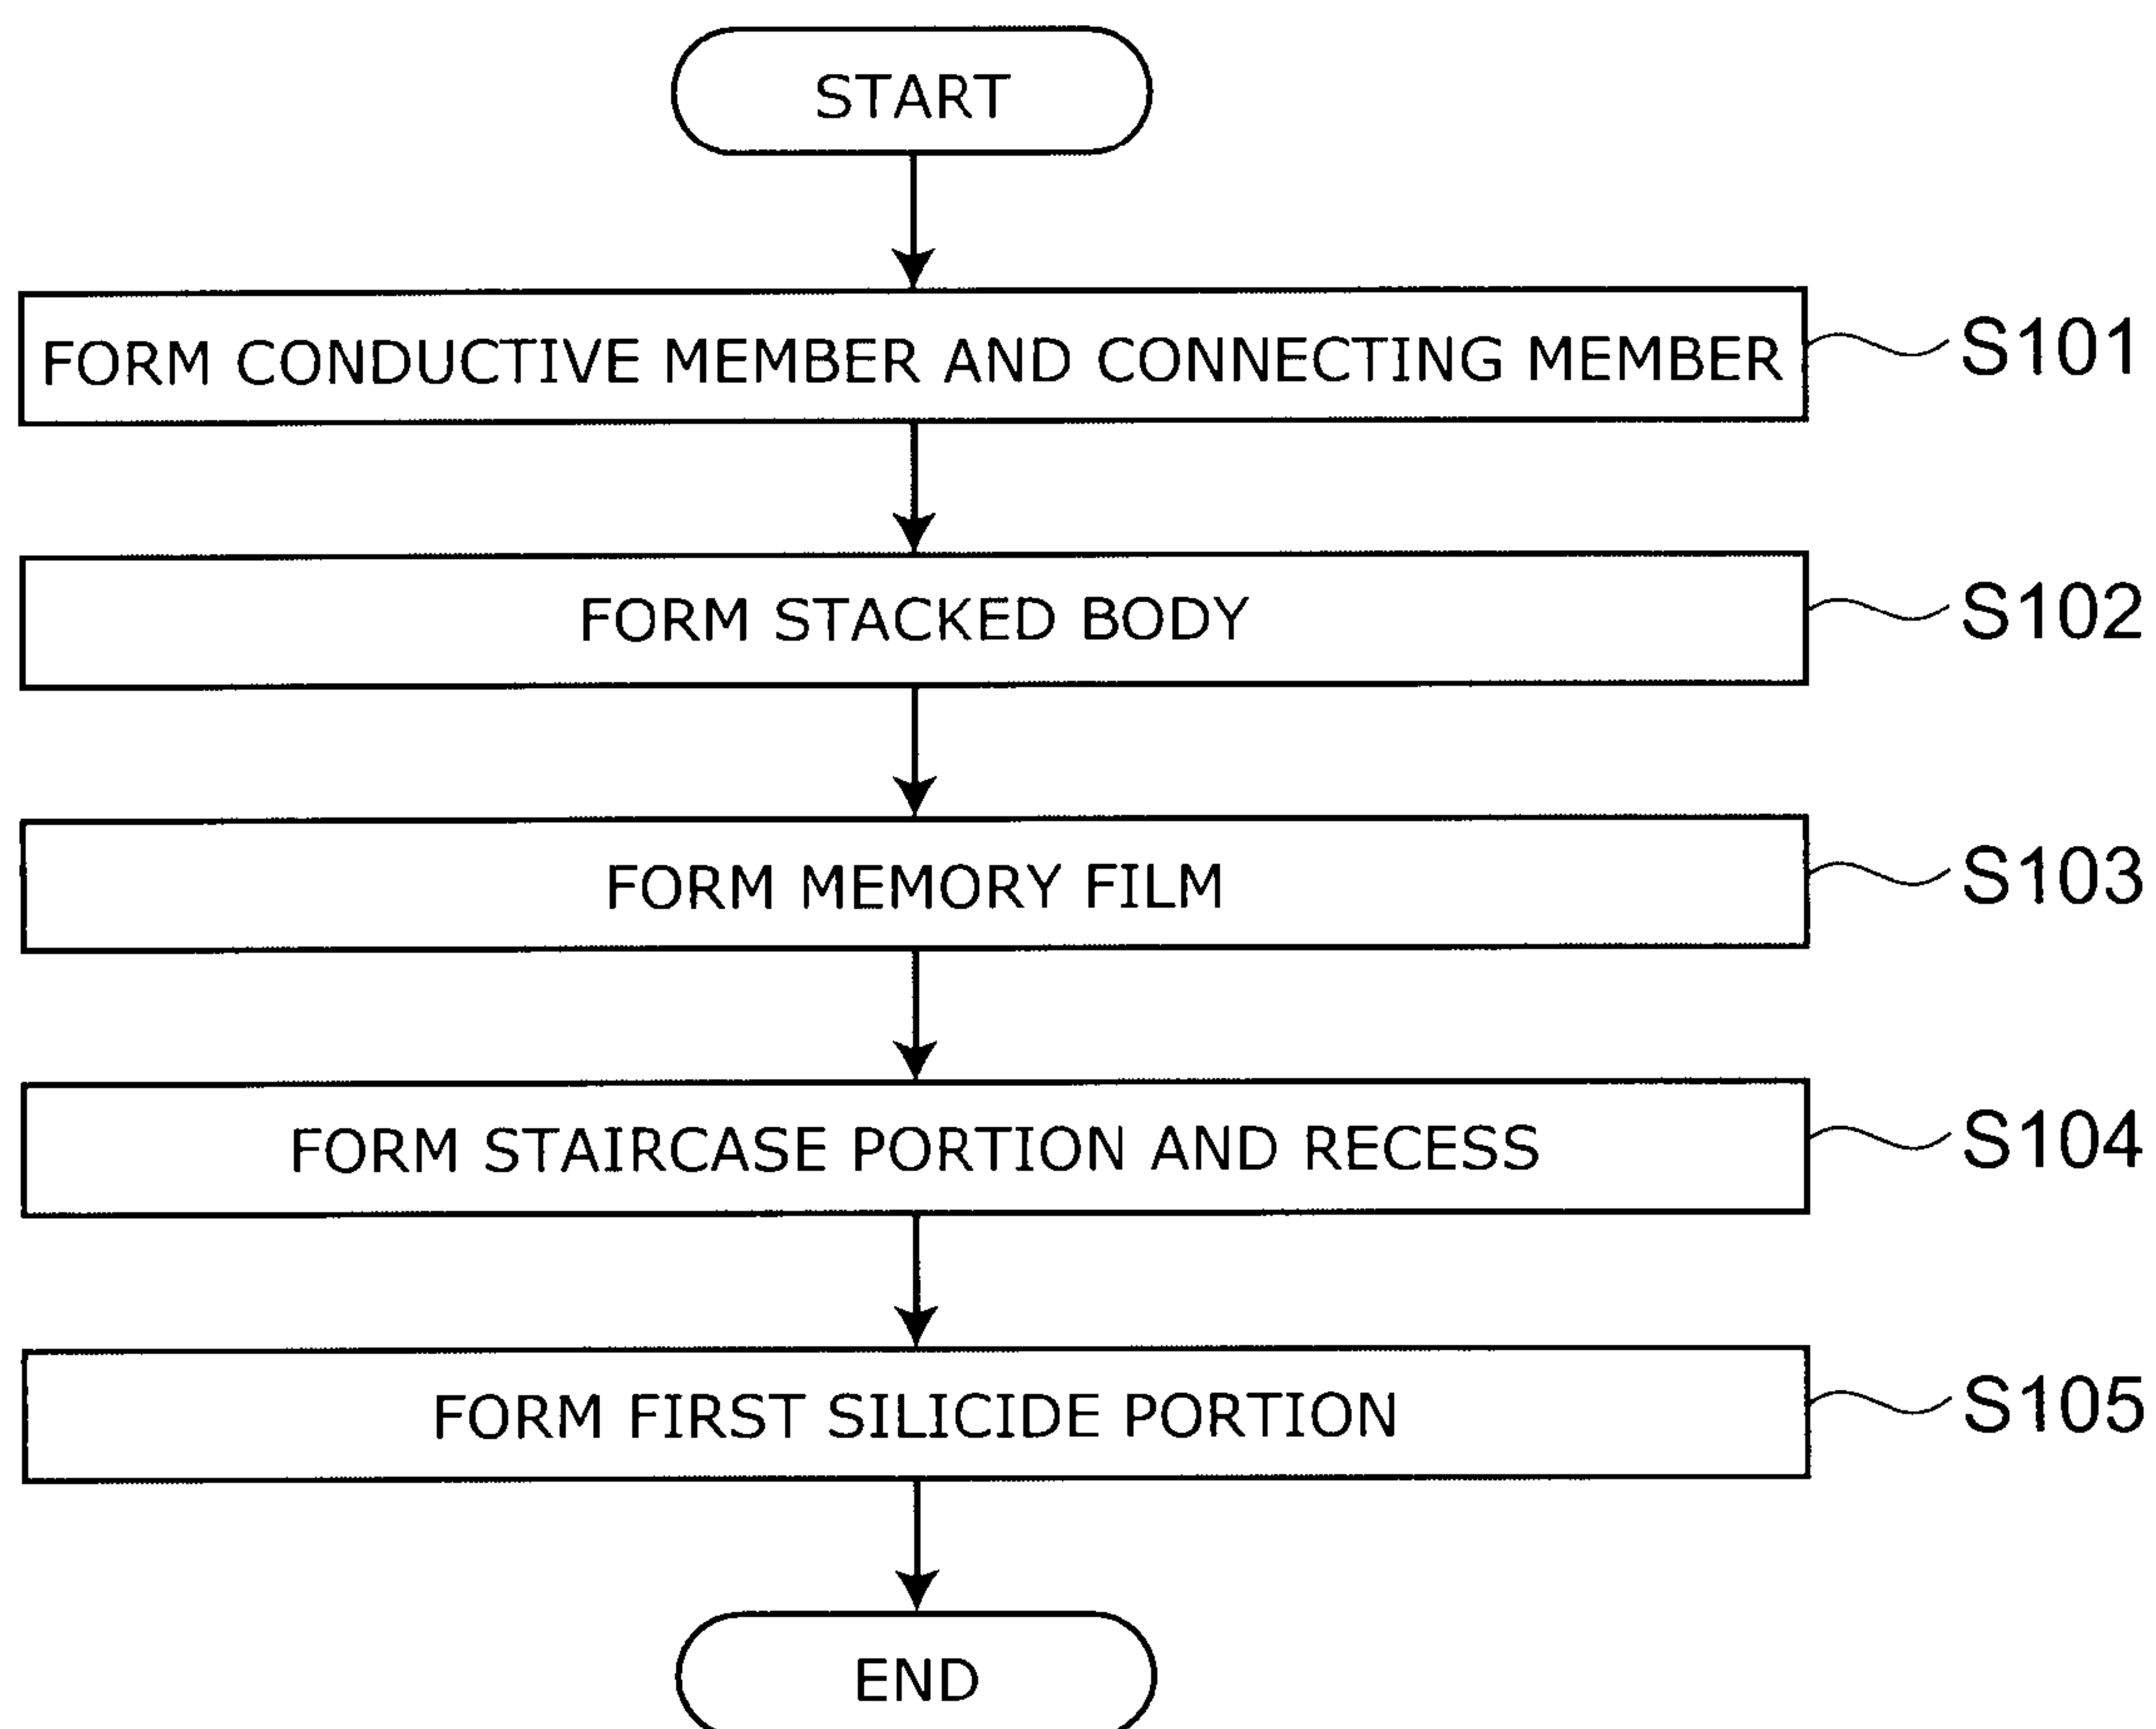 START
FORM CONDUCTIVE MEMBER AND CONNECTING MEMBER S101
FORM STACKED BODY S102
FORM MEMORY FILM S103
FORM STAIRCASE PORTION AND RECESS S104
FORM FIRST SILICIDE PORTION S105
END